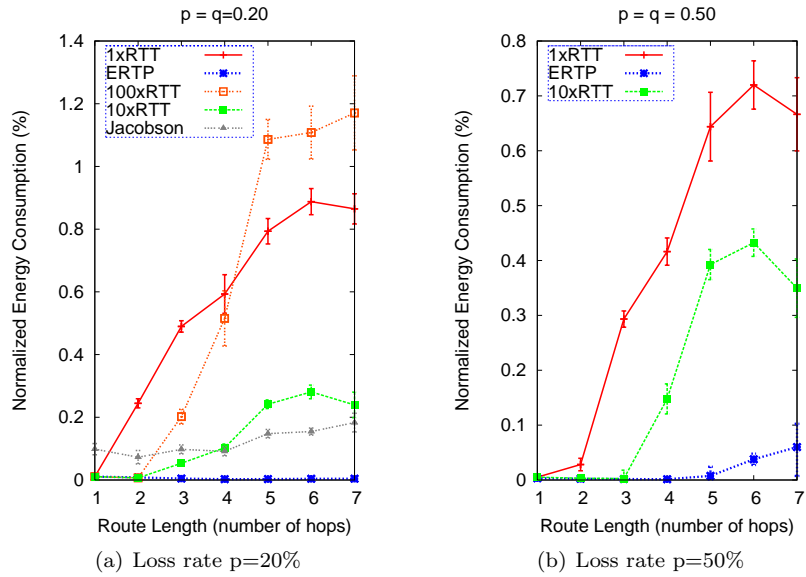 p = q=0.20
1.4
1.2
1
0.8
0.6
0.4
0.2
0
1xRTT
ERTP
100xRTT
10xRTT
Jacobson
Normalized Energy Consumption (%)
1 2 3 4 5 6 7
Route Length (number of hops)
(a) Loss rate p=20%
p = q = 0.50
0.8
0.7
0.6
0.5
0.4
0.3
0.2
0.1
0
1xRTT
ERTP
10xRTT
Normalized Energy Consumption (%)
1 2 3 4 5 6 7
Route Length (number of hops)
(b) Loss rate p=50%